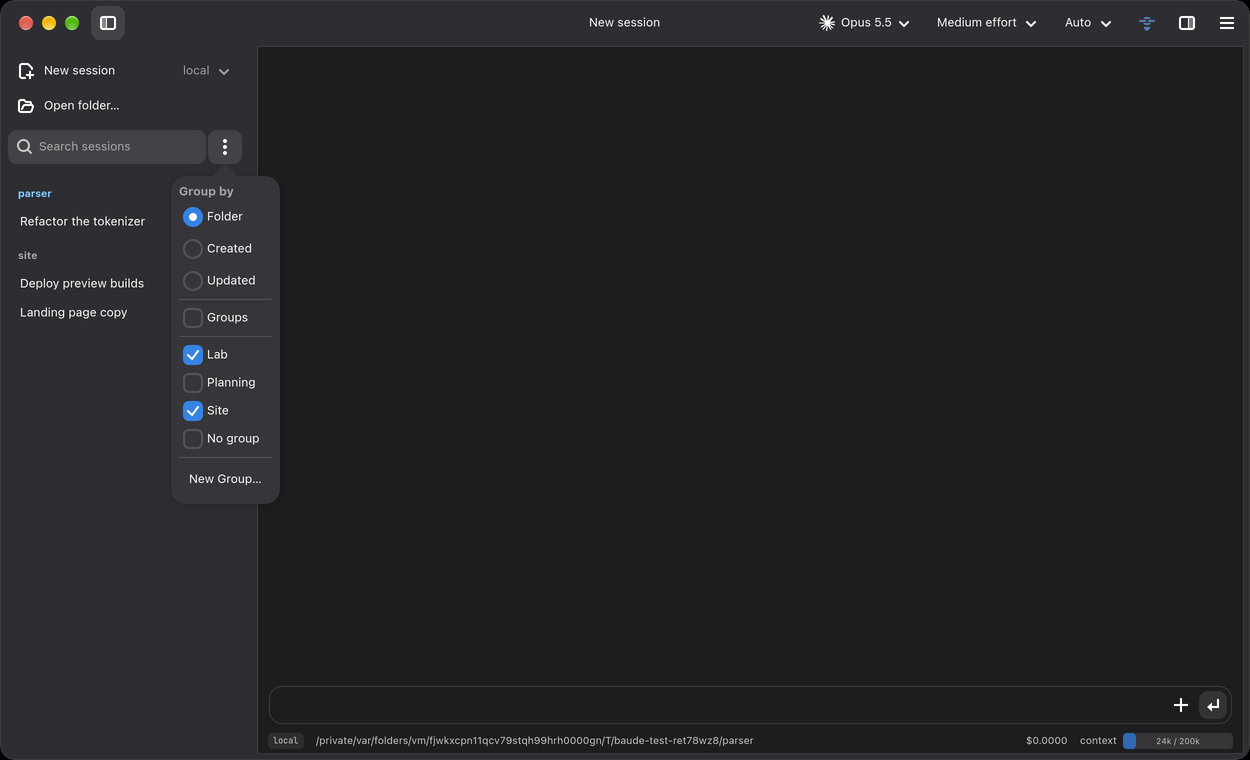 New session
Opus 5.5
Medium effort
Auto
New session
local
Open folder...
Search sessions
parser
Refactor the tokenizer
site
Deploy preview builds
Landing page copy
Group by
Folder
Created
Updated
Groups
Lab
Planning
Site
No group
New Group...
local
/private/var/folders/vm/fjwkxcpn11qcv79stqh99hrh0000gn/T/baude-test-ret78wz8/parser
$0.0000
context
24k / 200k